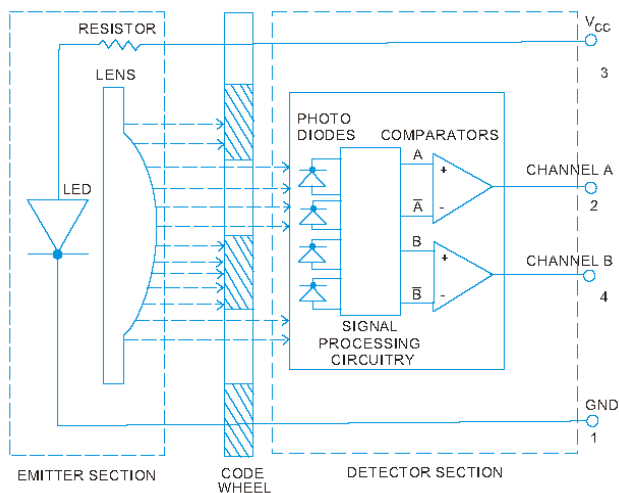 RESISTOR
VCC
3
LENS
PHOTO
DIODES
COMPARATORS
A
+
CHANNEL A
LED
A̅
-
2
B
+
CHANNEL B
4
B̅
-
SIGNAL
PROCESSING
CIRCUITRY
GND
1
EMITTER SECTION
CODE
WHEEL
DETECTOR SECTION